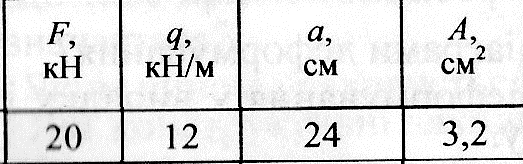 F, q, a, A,
кН кН/м см см²
20 12 24 3,2